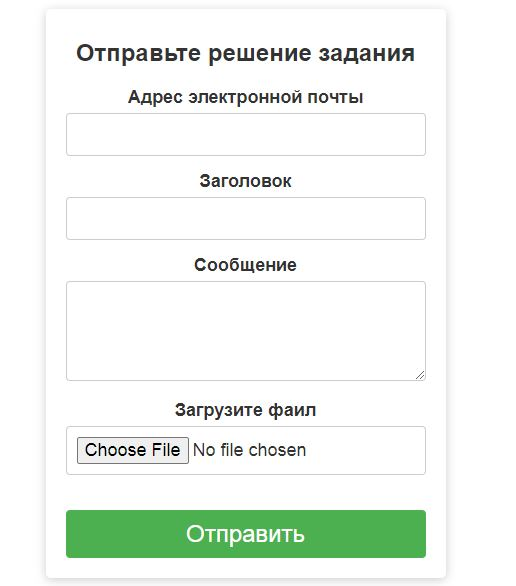 Отправьте решение задания
Адрес электронной почты
Заголовок
Сообщение
Загрузите фаил
Choose File No file chosen
Отправить